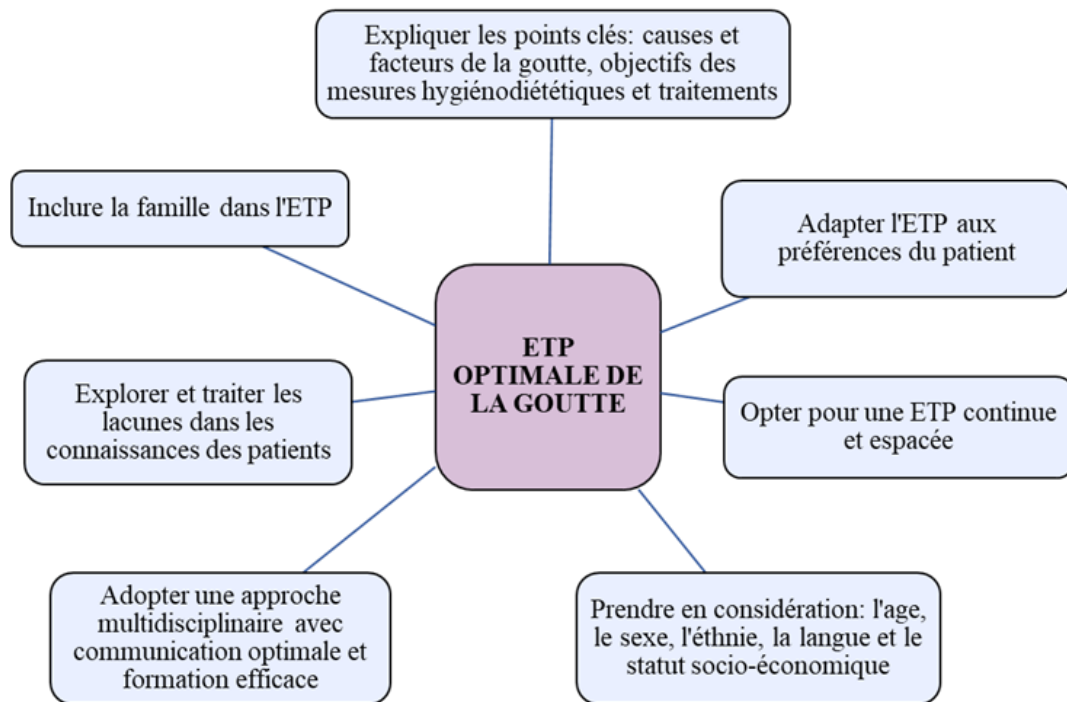 Expliquer les points clés: causes et
facteurs de la goutte, objectifs des
mesures hygiénodiététiques et traitements
Inclure la famille dans l'ETP
Adapter l'ETP aux
préférences du patient
ETP
OPTIMALE DE
LA GOUTTE
Explorer et traiter les
lacunes dans les
connaissances des patients
Opter pour une ETP continue
et espacée
Adopter une approche
multidisciplinaire avec
communication optimale et
formation efficace
Prendre en considération: l'age,
le sexe, l'éthnie, la langue et le
statut socio-économique